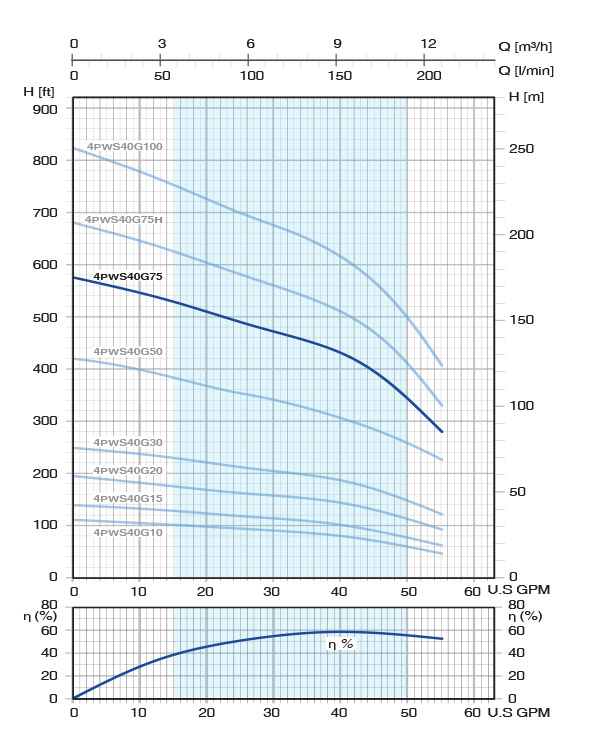 0 3 6 9 12 Q [m³/h]
0 50 100 150 200 Q [l/min]
H [ft] H [m]
900
4PWS40G100 250
800
4PWS40G75H
700
200
600
4PWS40G75
500 150
4PWS40G50
400
100
300
4PWS40G30
200 4PWS40G20
50
4PWS40G15
100
4PWS40G10
0 0
0 10 20 30 40 50 60 U.S GPM
80 80
η (%) η (%)
60 60
η %
40 40
20 20
0 0
0 10 20 30 40 50 60 U.S GPM